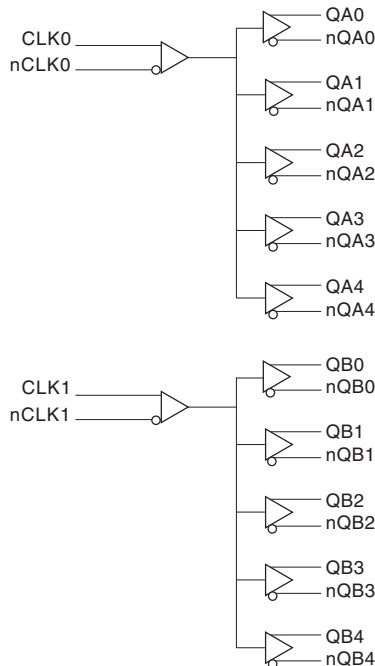 QA0
CLK0
nQA0
nCLK0
QA1
nQA1
QA2
nQA2
QA3
nQA3
QA4
nQA4
QB0
CLK1
nQB0
nCLK1
QB1
nQB1
QB2
nQB2
QB3
nQB3
QB4
nQB4